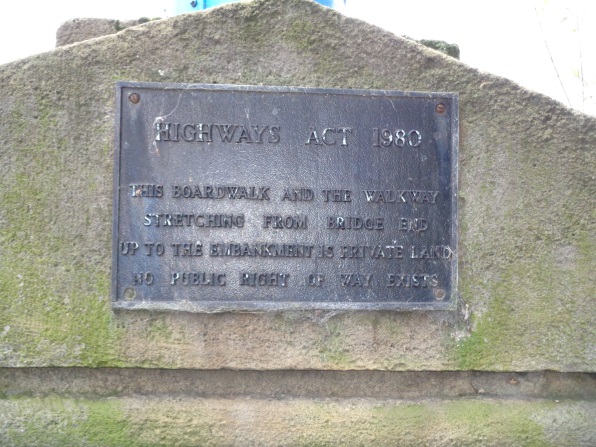 HIGHWAYS ACT 1980
THIS BOARDWALK AND THE WALKWAY
STRETCHING FROM BRIDGE END
UP TO THE EMBANKMENT IS PRIVATE LAND
NO PUBLIC RIGHT OF WAY EXISTS